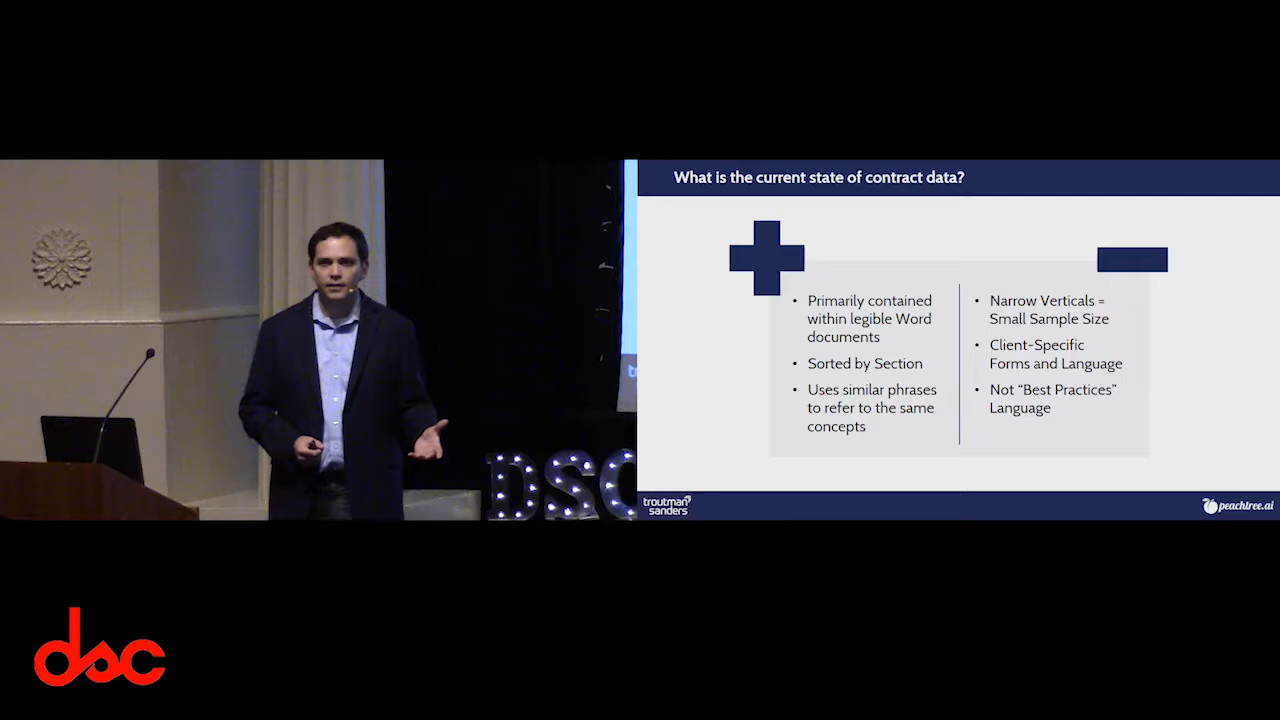 What is the current state of contract data?
• Primarily contained
within legible Word
documents
• Sorted by Section
• Uses similar phrases
to refer to the same
concepts
• Narrow Verticals =
Small Sample Size
• Client-Specific
Forms and Language
• Not “Best Practices”
Language
DSC
troutman
sanders
peachtree.ai
dsc